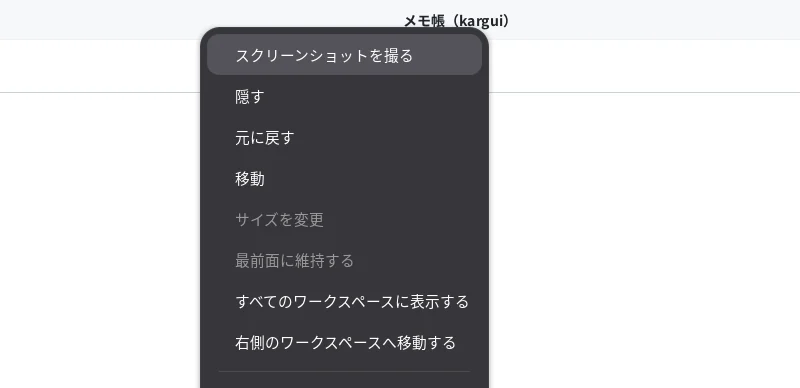 メモ帳（kargui）
スクリーンショットを撮る
隠す
元に戻す
移動
サイズを変更
最前面に維持する
すべてのワークスペースに表示する
右側のワークスペースへ移動する